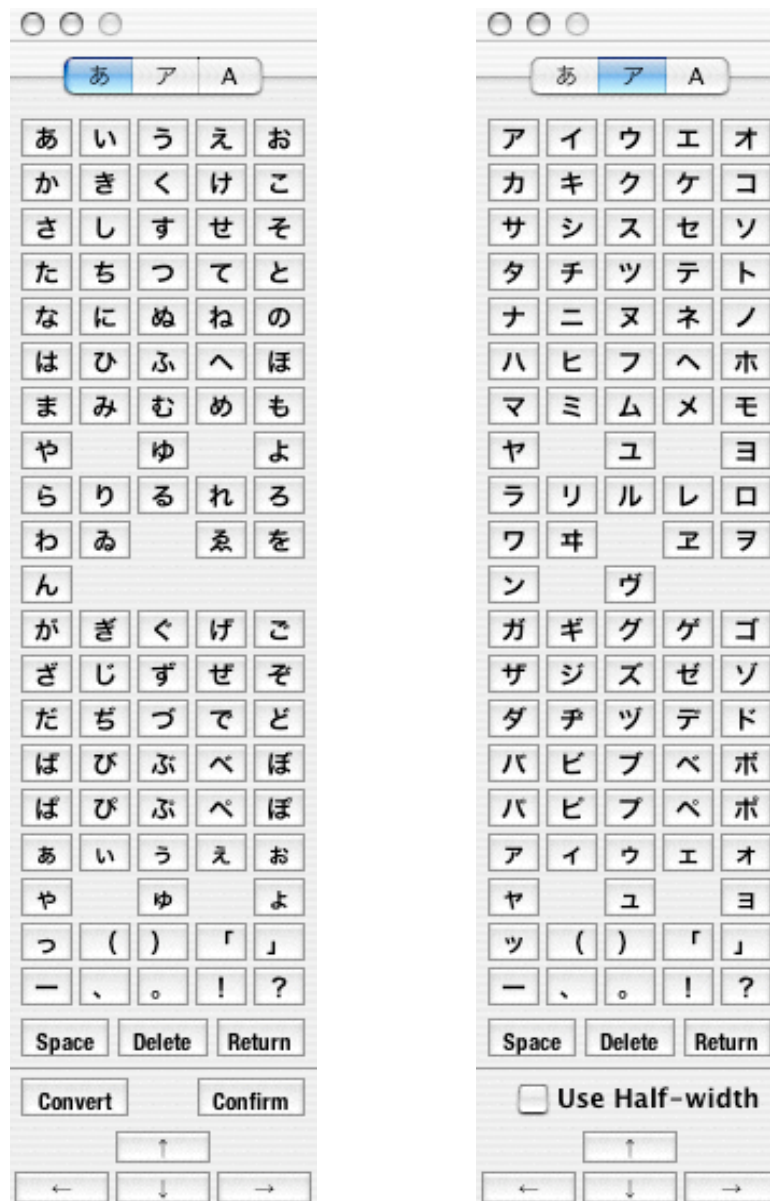 あ ア A
あ い う え お
か き く け こ
さ し す せ そ
た ち つ て と
な に ぬ ね の
は ひ ふ へ ほ
ま み む め も
や ゆ よ
ら り る れ ろ
わ ゐ ゑ を
ん
が ぎ ぐ げ ご
ざ じ ず ぜ ぞ
だ ぢ づ で ど
ば び ぶ べ ぼ
ぱ ぴ ぷ ぺ ぽ
ぁ ぃ ぅ ぇ ぉ
ゃ ゅ ょ
っ ( ) 「 」
ー 、 。 ! ?
Space Delete Return
Convert Confirm
↑
← ↓ →
あ ア A
ア イ ウ エ オ
カ キ ク ケ コ
サ シ ス セ ソ
タ チ ツ テ ト
ナ ニ ヌ ネ ノ
ハ ヒ フ ヘ ホ
マ ミ ム メ モ
ヤ ユ ヨ
ラ リ ル レ ロ
ワ ヰ ヱ ヲ
ン ヴ
ガ ギ グ ゲ ゴ
ザ ジ ズ ゼ ゾ
ダ ヂ ヅ デ ド
バ ビ ブ ベ ボ
パ ピ プ ペ ポ
ァ ィ ゥ ェ ォ
ャ ュ ョ
ッ ( ) 「 」
ー 、 。 ! ?
Space Delete Return
Use Half-width
↑
← ↓ →